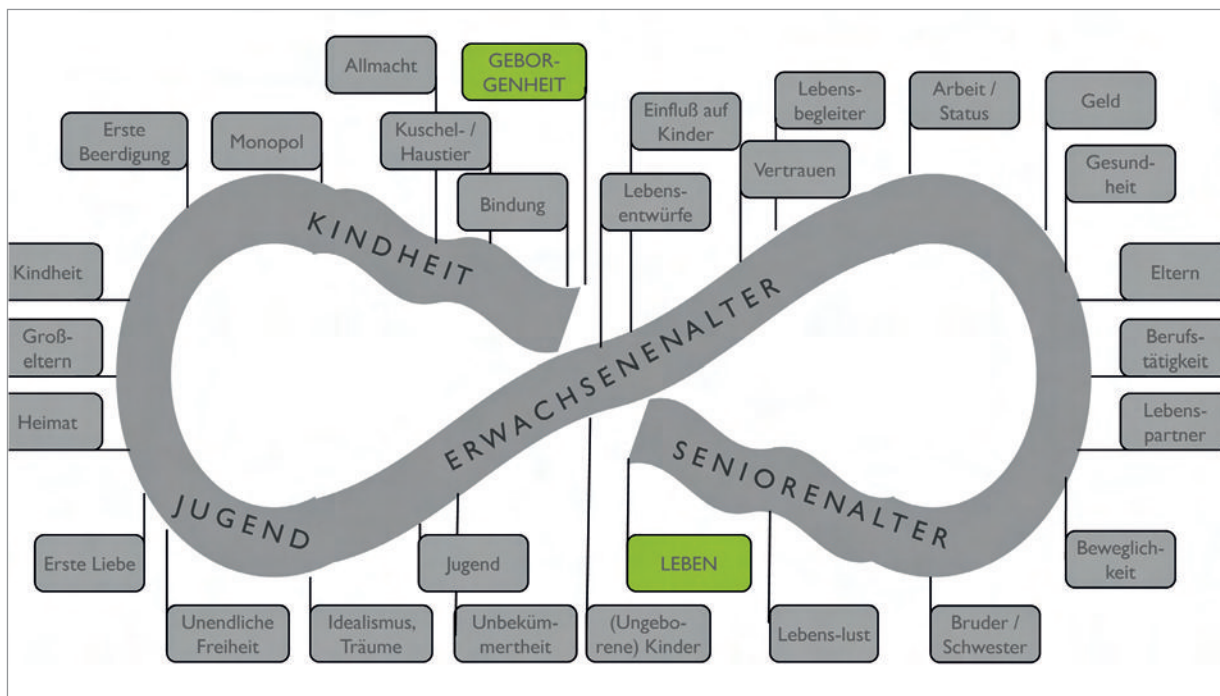 Allmacht
GEBOR-
GENHEIT
Erste
Beerdigung
Monopol
Kuschel- /
Haustier
Bindung
Einfluß auf
Kinder
Lebens-
entwürfe
Lebens-
begleiter
Vertrauen
Arbeit /
Status
Geld
Gesund-
heit
KINDHEIT
Kindheit
Groß-
eltern
Heimat
ERWACHSENENALTER
Eltern
Berufs-
tätigkeit
Lebens-
partner
JUGEND
SENIORENALTER
Erste Liebe
Jugend
LEBEN
Beweglich-
keit
Unendliche
Freiheit
Idealismus,
Träume
Unbeküm-
mertheit
(Ungebo-
rene) Kinder
Lebens-lust
Bruder /
Schwester